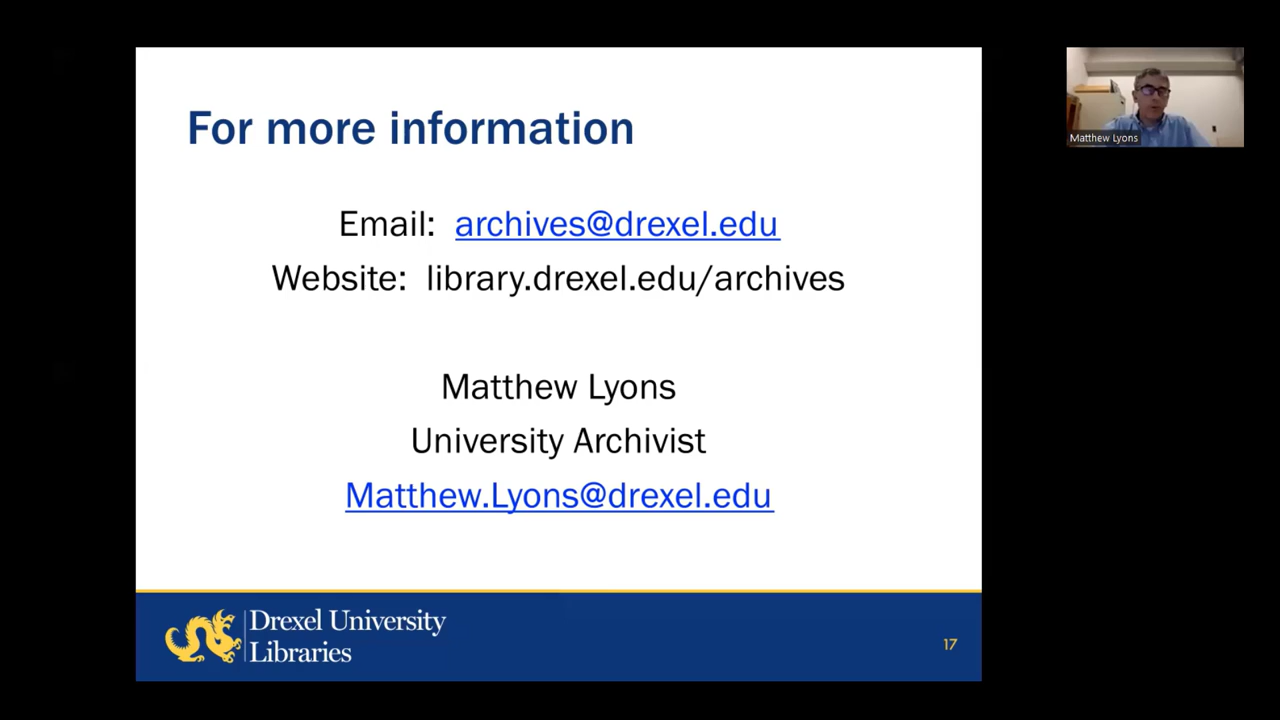 For more information
Email: archives@drexel.edu
Website: library.drexel.edu/archives
Matthew Lyons
University Archivist
Matthew.Lyons@drexel.edu
Drexel University
Libraries
17
Matthew Lyons